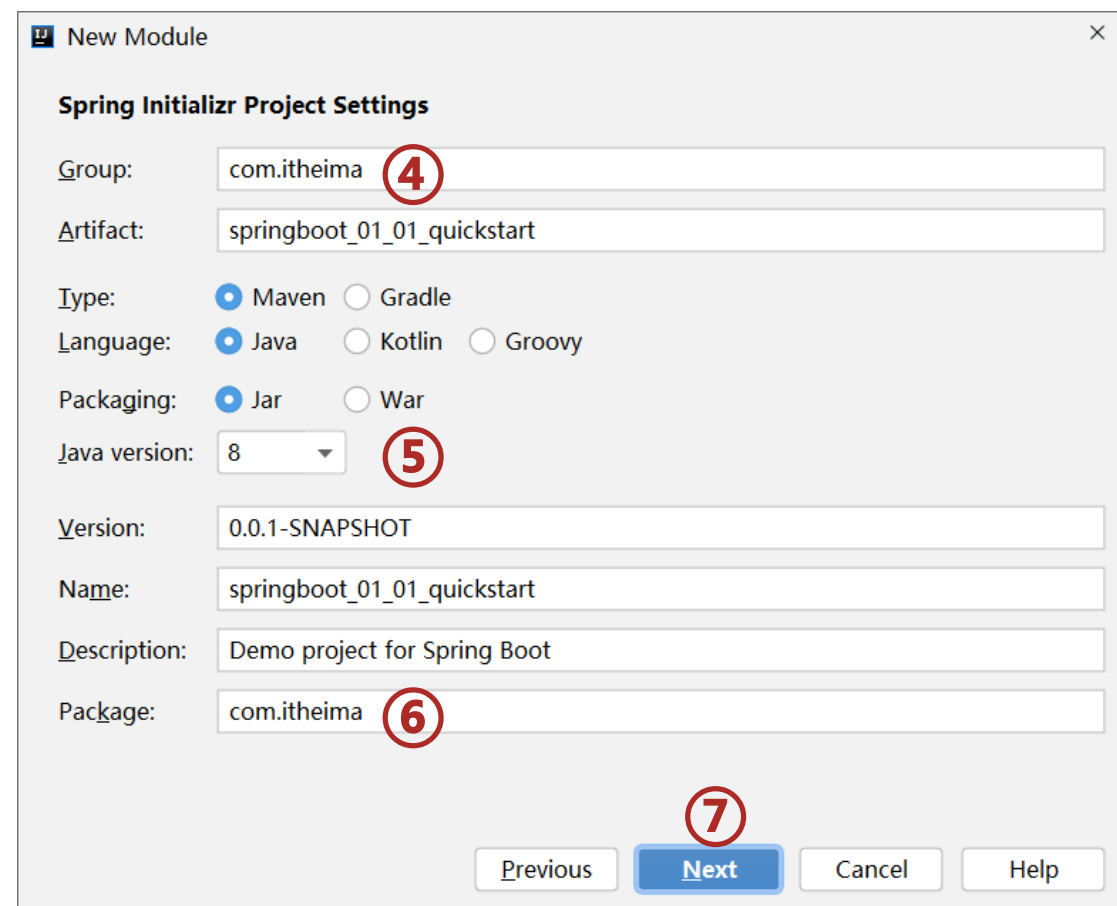 New Module
Spring Initializr Project Settings
Group: com.itheima ④
Artifact: springboot_01_01_quickstart
Type: Maven Gradle
Language: Java Kotlin Groovy
Packaging: Jar War
Java version: 8 ⑤
Version: 0.0.1-SNAPSHOT
Name: springboot_01_01_quickstart
Description: Demo project for Spring Boot
Package: com.itheima ⑥
⑦
Previous Next Cancel Help